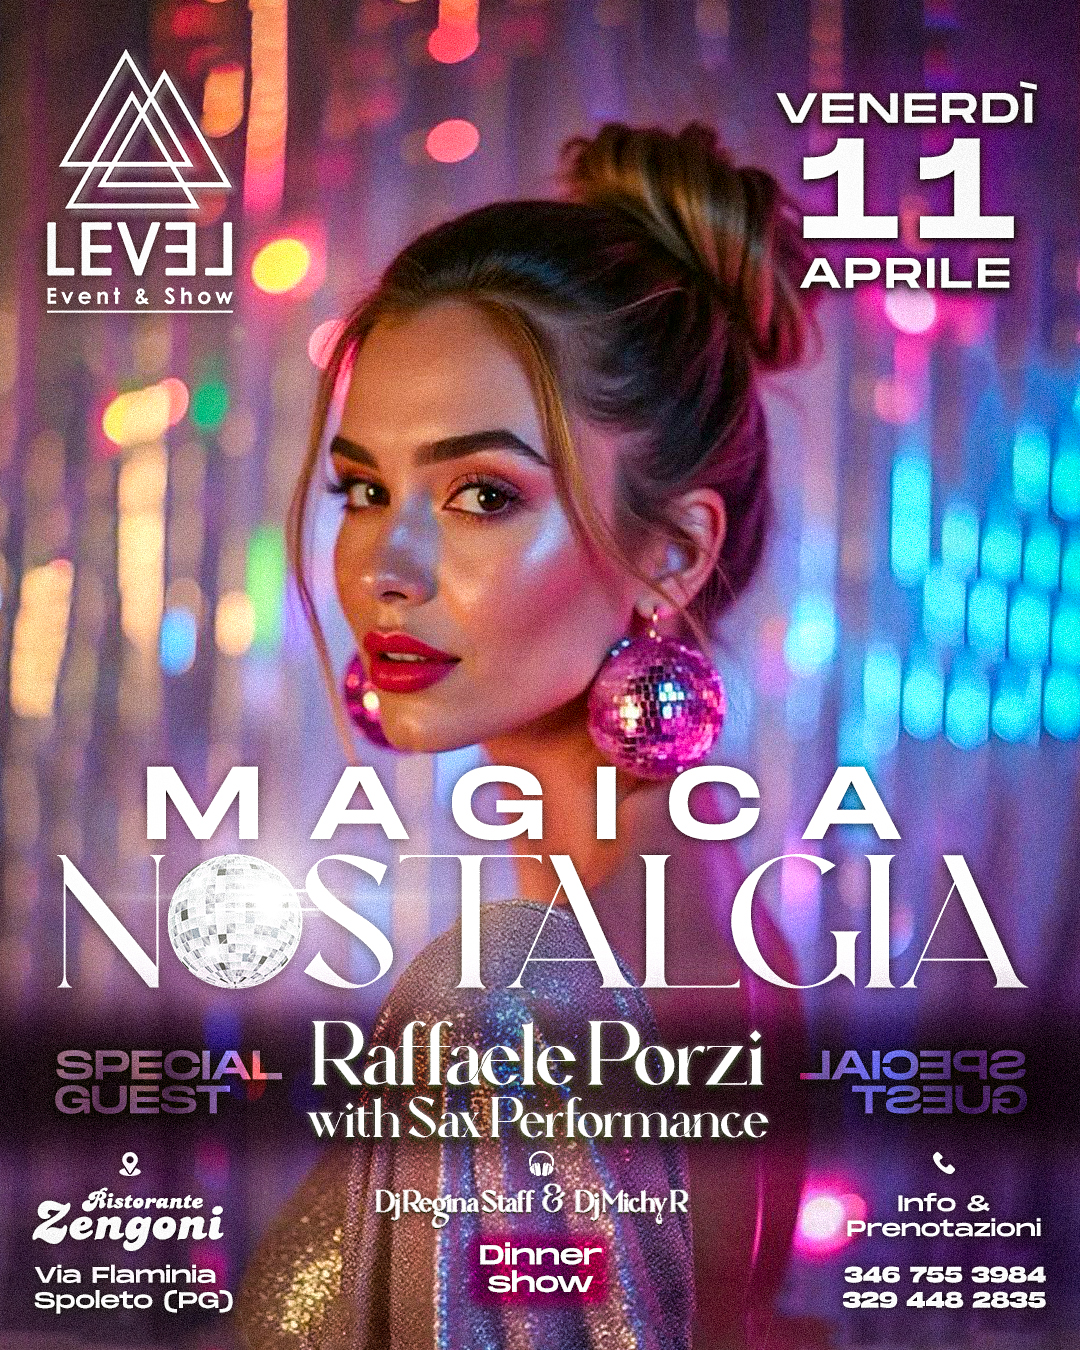 LEVEL
Event & Show
VENERDÌ
11
APRILE
MAGICA
NOSTALGIA
SPECIAL
GUEST
Raffaele Porzi
with Sax Performance
SPECIAL
GUEST
Dj Regina Staff & Dj Michy R
Dinner
show
Ristorante
Zengoni
Via Flaminia
Spoleto (PG)
Info &
Prenotazioni
346 755 3984
329 448 2835